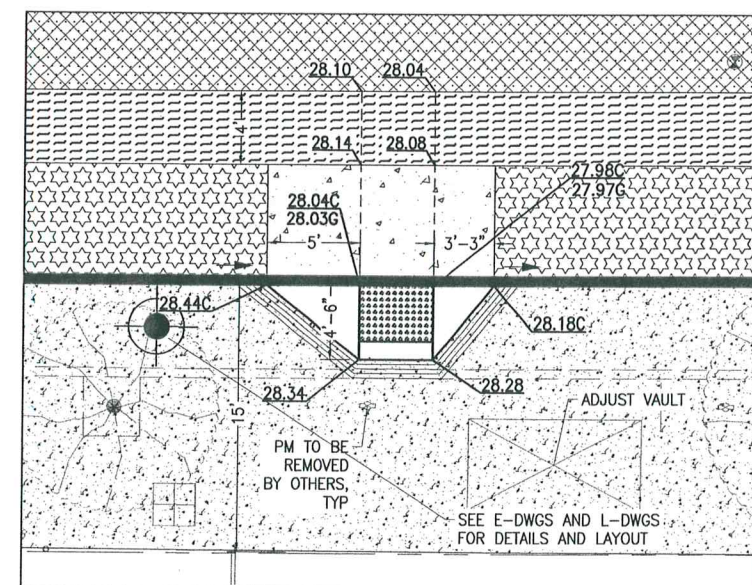 28.10 28.04
4'
28.14 28.08
27.98C
27.97G
28.04C
28.03G
5' 3'-3"
28.44C
4'-6"
28.18C
28.34
28.28
15'
ADJUST VAULT
PM TO BE
REMOVED
BY OTHERS,
TYP
SEE E-DWGS AND L-DWGS
FOR DETAILS AND LAYOUT